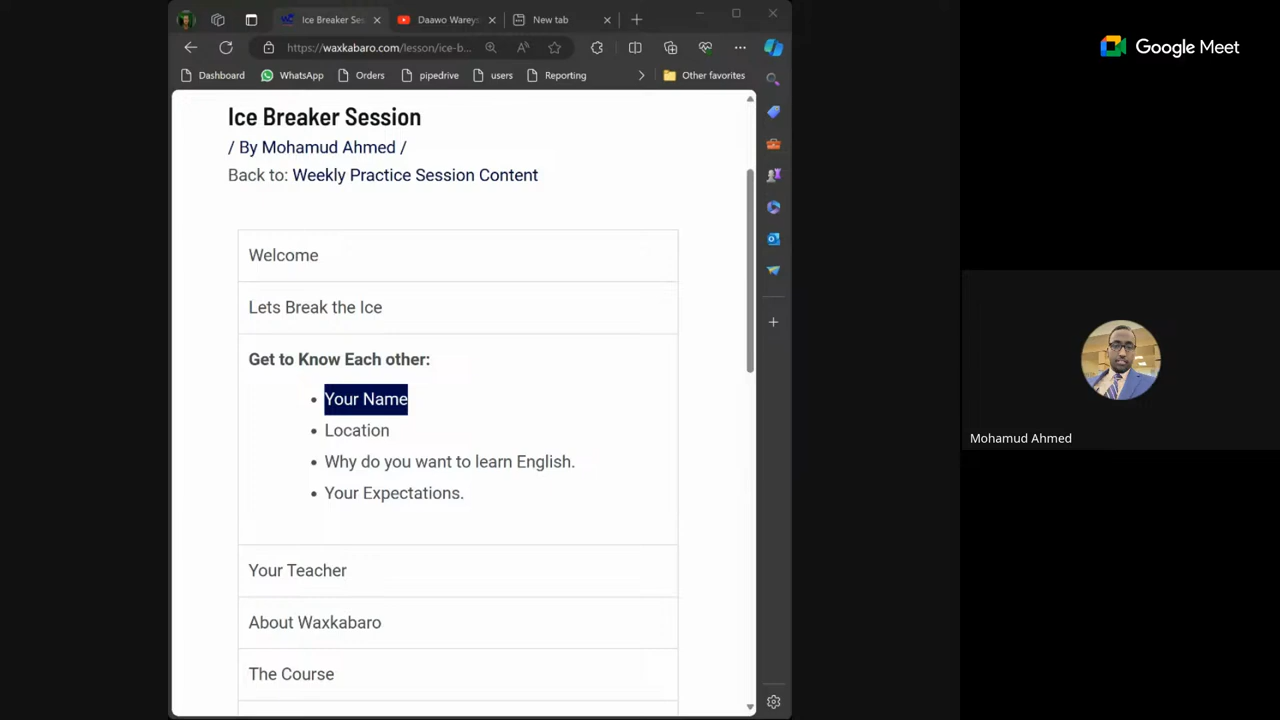 Ice Breaker Ses
Daawo Wareys
New tab
https://waxkabaro.com/lesson/ice-b...
Dashboard
WhatsApp
Orders
pipedrive
users
Reporting
Other favorites
Google Meet
Ice Breaker Session
/ By Mohamud Ahmed /
Back to: Weekly Practice Session Content
Welcome
Lets Break the Ice
Get to Know Each other:
• Your Name
• Location
• Why do you want to learn English.
• Your Expectations.
Your Teacher
About Waxkabaro
The Course
Mohamud Ahmed